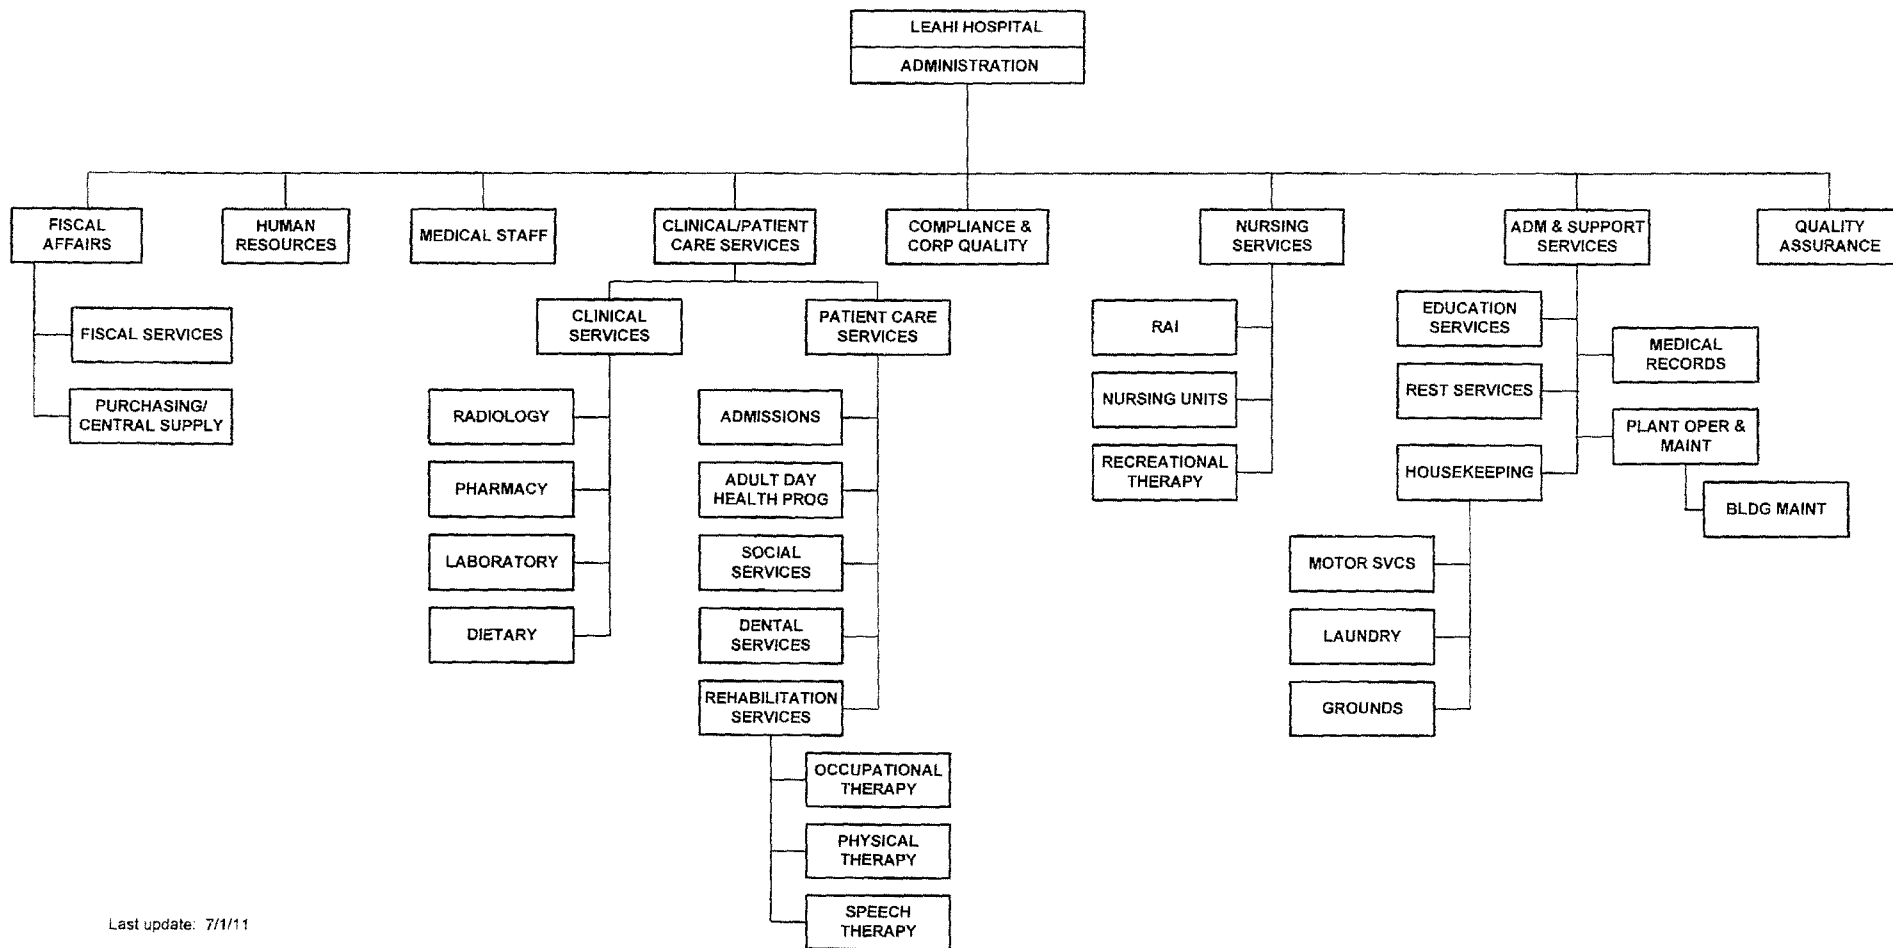 LEAHI HOSPITAL
ADMINISTRATION
FISCAL
AFFAIRS
HUMAN
RESOURCES
MEDICAL STAFF
CLINICAL/PATIENT
CARE SERVICES
COMPLIANCE &
CORP QUALITY
NURSING
SERVICES
ADM & SUPPORT
SERVICES
QUALITY
ASSURANCE
FISCAL SERVICES
PURCHASING/
CENTRAL SUPPLY
CLINICAL
SERVICES
RADIOLOGY
PHARMACY
LABORATORY
DIETARY
PATIENT CARE
SERVICES
ADMISSIONS
ADULT DAY
HEALTH PROG
SOCIAL
SERVICES
DENTAL
SERVICES
REHABILITATION
SERVICES
OCCUPATIONAL
THERAPY
PHYSICAL
THERAPY
SPEECH
THERAPY
RAI
NURSING UNITS
RECREATIONAL
THERAPY
EDUCATION
SERVICES
MEDICAL
RECORDS
REST SERVICES
PLANT OPER &
MAINT
HOUSEKEEPING
BLDG MAINT
MOTOR SVCS
LAUNDRY
GROUNDS
Last update: 7/1/11